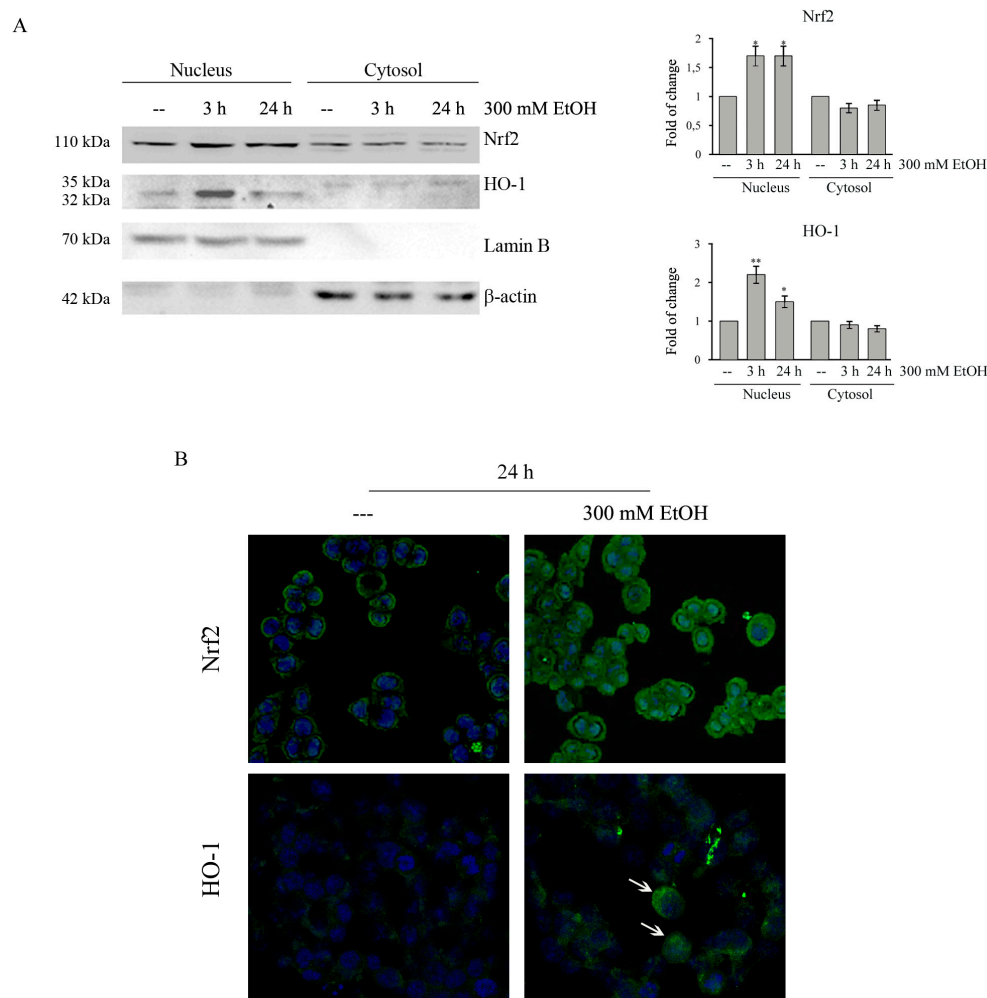 A
Nucleus Cytosol
-- 3 h 24 h -- 3 h 24 h 300 mM EtOH
110 kDa Nrf2
35 kDa
32 kDa HO-1
70 kDa Lamin B
42 kDa β-actin
Nrf2
Fold of change
2
1,5
1
0,5
0
* *
-- 3 h 24 h -- 3 h 24 h 300 mM EtOH
Nucleus Cytosol
HO-1
Fold of change
3
2
1
0
** *
-- 3 h 24 h -- 3 h 24 h 300 mM EtOH
Nucleus Cytosol
B
24 h
--- 300 mM EtOH
Nrf2
HO-1